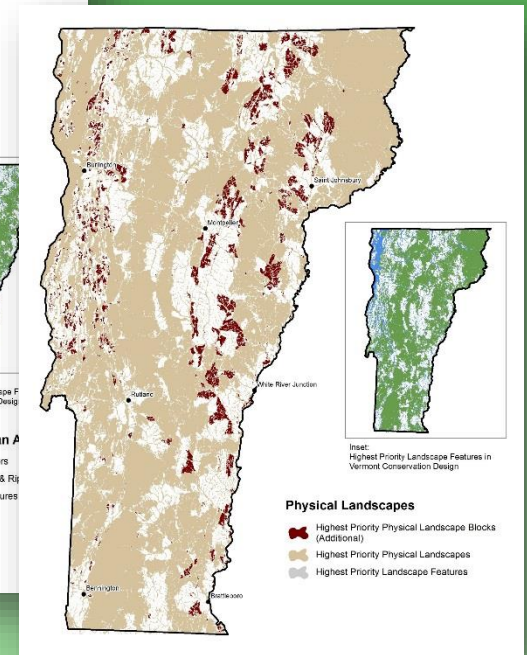 Burlington
Saint Johnsbury
Montpelier
White River Junction
Rutland
Bennington
Brattleboro
Inset:
Highest Priority Landscape Features in
Vermont Conservation Design
Physical Landscapes
Highest Priority Physical Landscape Blocks
(Additional)
Highest Priority Physical Landscapes
Highest Priority Landscape Features